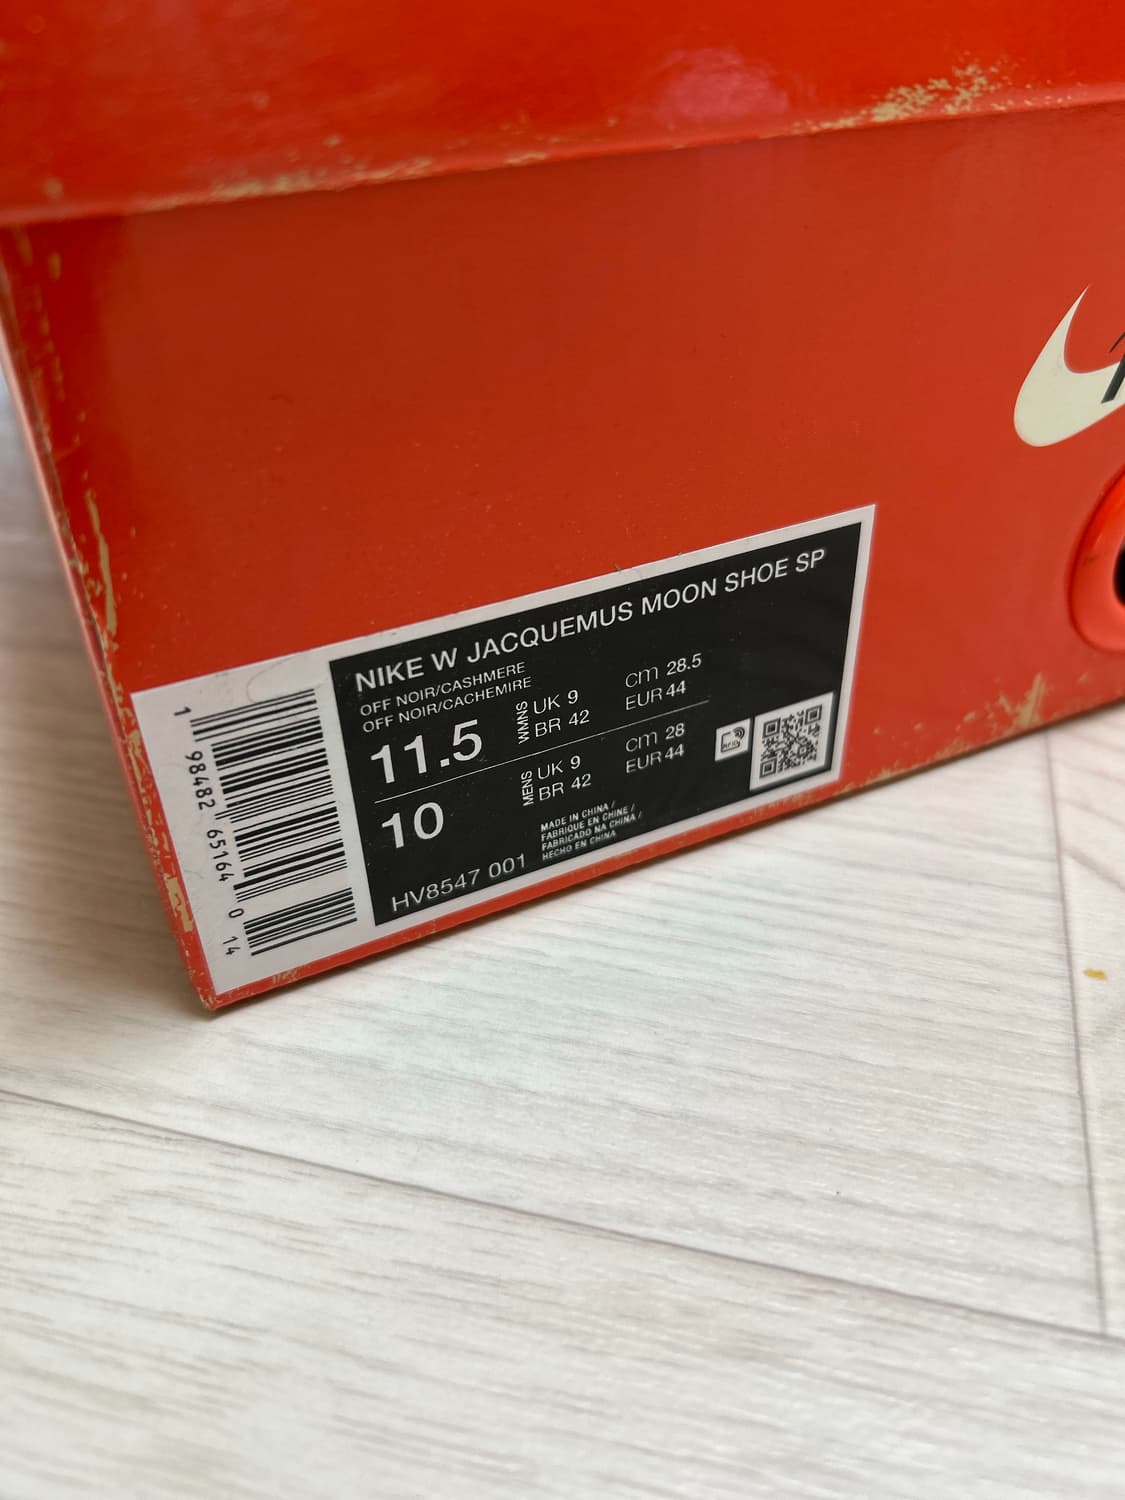 NIKE W JACQUEMUS MOON SHOE SP
OFF NOIR/CASHMERE
OFF NOIR/CACHEMIRE
11.5 WMNS UK 9 cm 28.5
BR 42 EUR 44
10 MENS UK 9 cm 28
BR 42 EUR 44
HV8547 001
MADE IN CHINA /
FABRIQUE EN CHINE /
FABRICADO NA CHINA /
HECHO EN CHINA
1 98482 65164 0 14